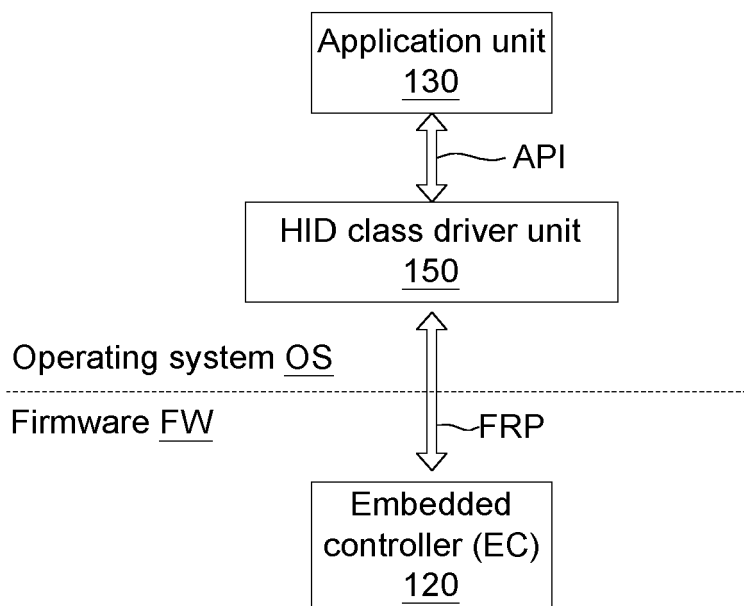 Application unit
130
API
HID class driver unit
150
Operating system OS
Firmware FW
FRP
Embedded
controller (EC)
120